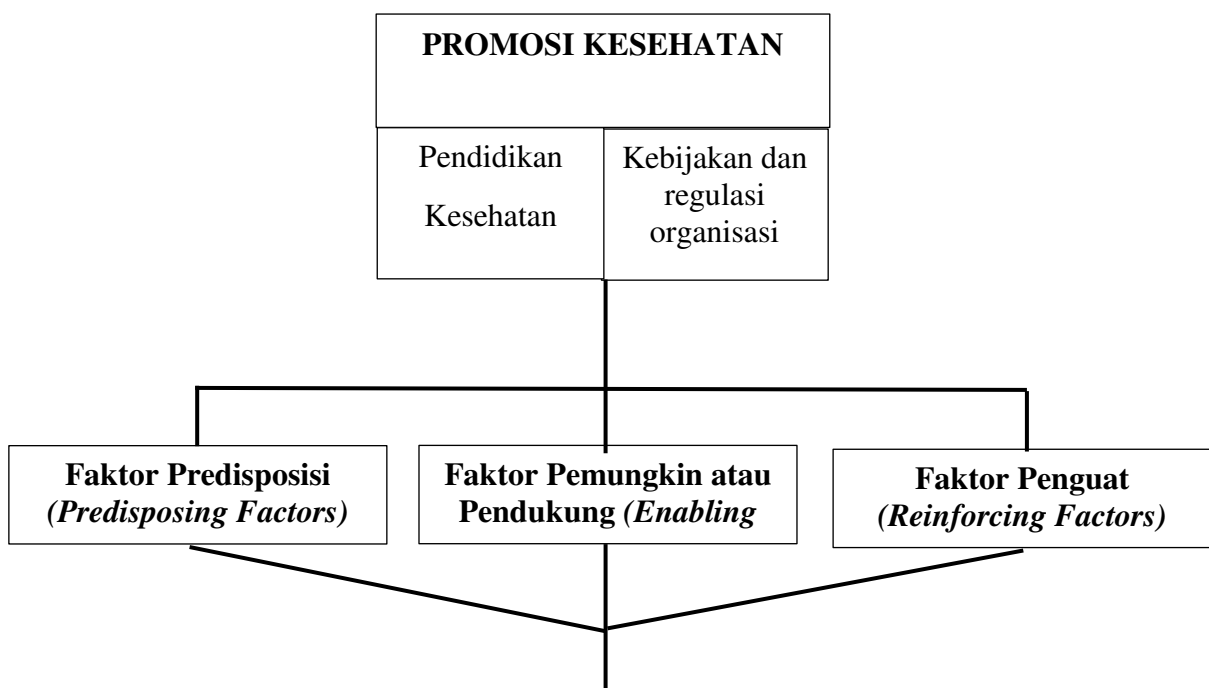 PROMOSI KESEHATAN
Pendidikan
Kesehatan
Kebijakan dan
regulasi
organisasi
Faktor Predisposisi
(Predisposing Factors)
Faktor Pemungkin atau
Pendukung (Enabling
Faktor Penguat
(Reinforcing Factors)